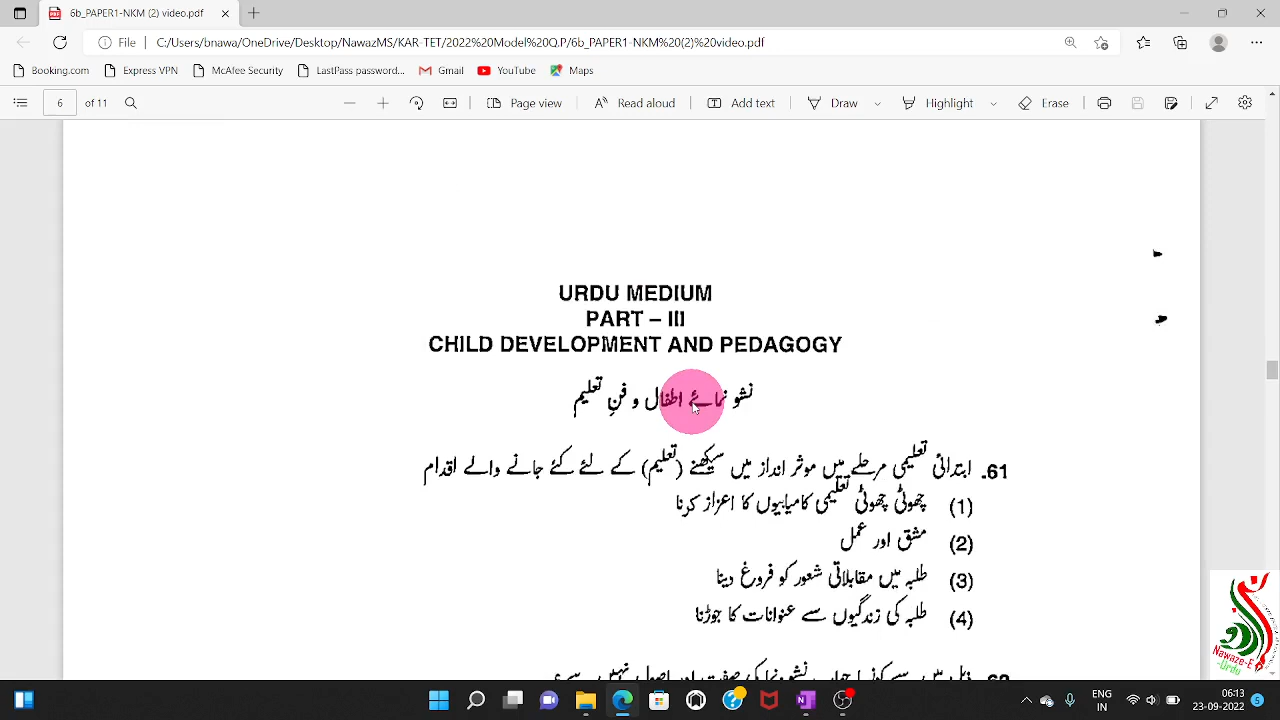 6b_PAPER1-NKM (2) video.pdf
File C:/Users/bnawa/OneDrive/Desktop/NawazMS/KAR-TET/2022%20Model%20Q.P/6b_PAPER1-NKM%20(2)%20video.pdf
Booking.com Express VPN McAfee Security LastPass password... Gmail YouTube Maps
6 of 11 Page view Read aloud Add text Draw Highlight Erase
URDU MEDIUM
PART – III
CHILD DEVELOPMENT AND PEDAGOGY
نشو نمائے اطفال و فنِ تعلیم
61. ابتدائی تعلیمی مرحلے میں موثر انداز میں سیکھنے (تعلیم) کے لئے کئے جانے والے اقدام
(1) چھوٹی چھوٹی تعلیمی کامیابیوں کا اعزاز کرنا
(2) مشق اور عمل
(3) طلبہ میں مقابلاتی شعور کو فروغ دینا
(4) طلبہ کی زندگیوں سے عنوانات کا جوڑنا
Nawaz-E
-Urdu
ENG
IN
06:13
23-09-2022
5